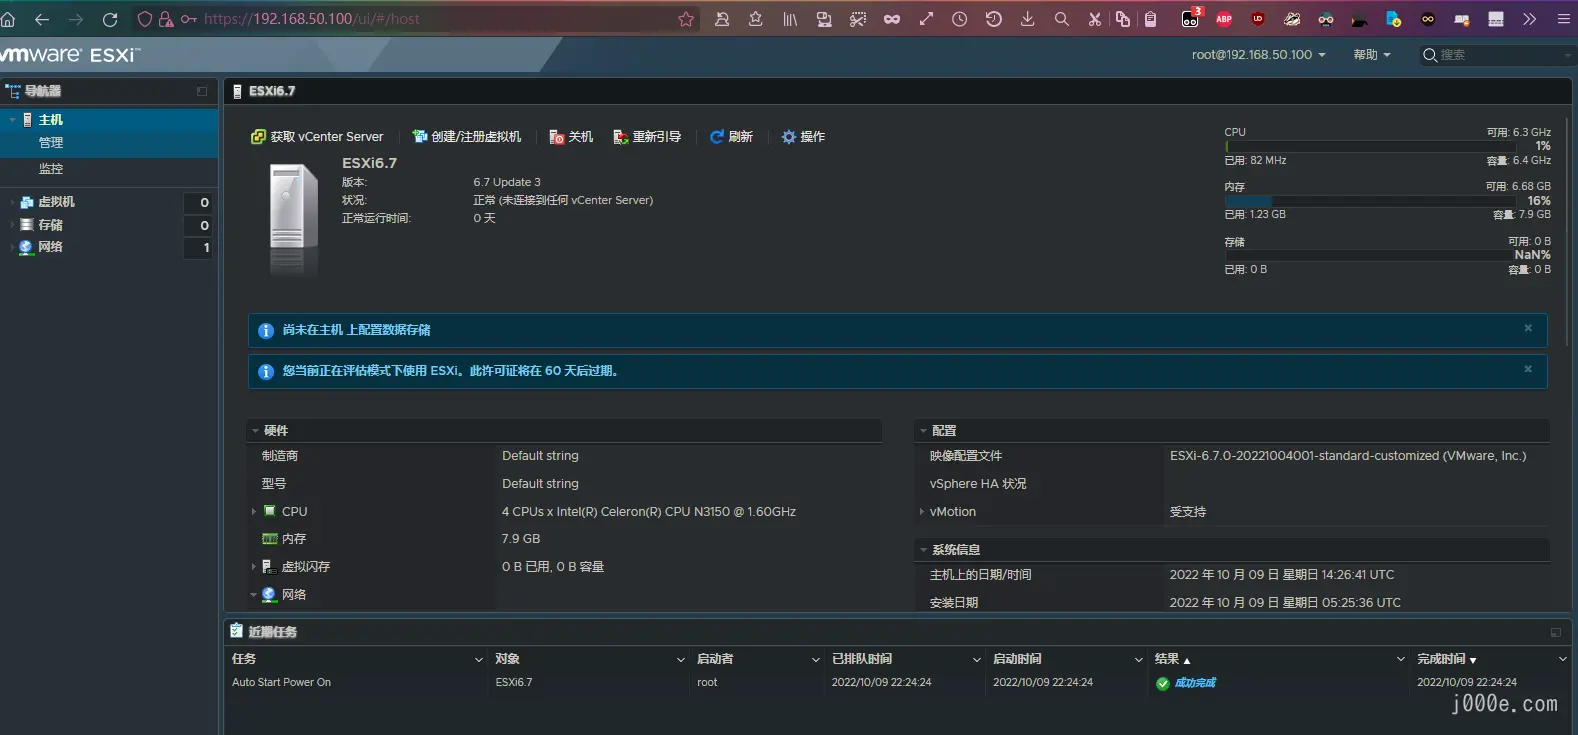 https://192.168.50.100/ui/#/host
3
ABP
vmware ESXi™
root@192.168.50.100
帮助
搜索
导航器
主机
管理
监控
虚拟机 0
存储 0
网络 1
ESXi6.7
获取 vCenter Server
创建/注册虚拟机
关机
重新引导
刷新
操作
ESXi6.7
版本: 6.7 Update 3
状况: 正常 (未连接到任何 vCenter Server)
正常运行时间: 0 天
CPU 可用: 6.3 GHz
1%
已用: 82 MHz 容量: 6.4 GHz
内存 可用: 6.68 GB
16%
已用: 1.23 GB 容量: 7.9 GB
存储 可用: 0 B
NaN%
已用: 0 B 容量: 0 B
尚未在主机 上配置数据存储
您当前正在评估模式下使用 ESXi。此许可证将在 60 天后过期。
硬件
制造商 Default string
型号 Default string
CPU 4 CPUs x Intel(R) Celeron(R) CPU N3150 @ 1.60GHz
内存 7.9 GB
虚拟闪存 0 B 已用, 0 B 容量
网络
配置
映像配置文件 ESXi-6.7.0-20221004001-standard-customized (VMware, Inc.)
vSphere HA 状况
vMotion 受支持
系统信息
主机上的日期/时间 2022 年 10 月 09 日 星期日 14:26:41 UTC
安装日期 2022 年 10 月 09 日 星期日 05:25:36 UTC
近期任务
任务 对象 启动者 已排队时间 启动时间 结果 ▲ 完成时间 ▼
Auto Start Power On ESXi6.7 root 2022/10/09 22:24:24 2022/10/09 22:24:24 成功完成 2022/10/09 22:24:24
j000e.com